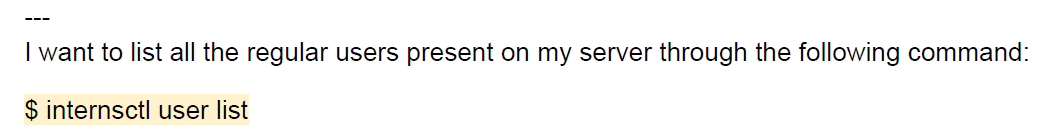 ---
I want to list all the regular users present on my server through the following command:
$ internsctl user list